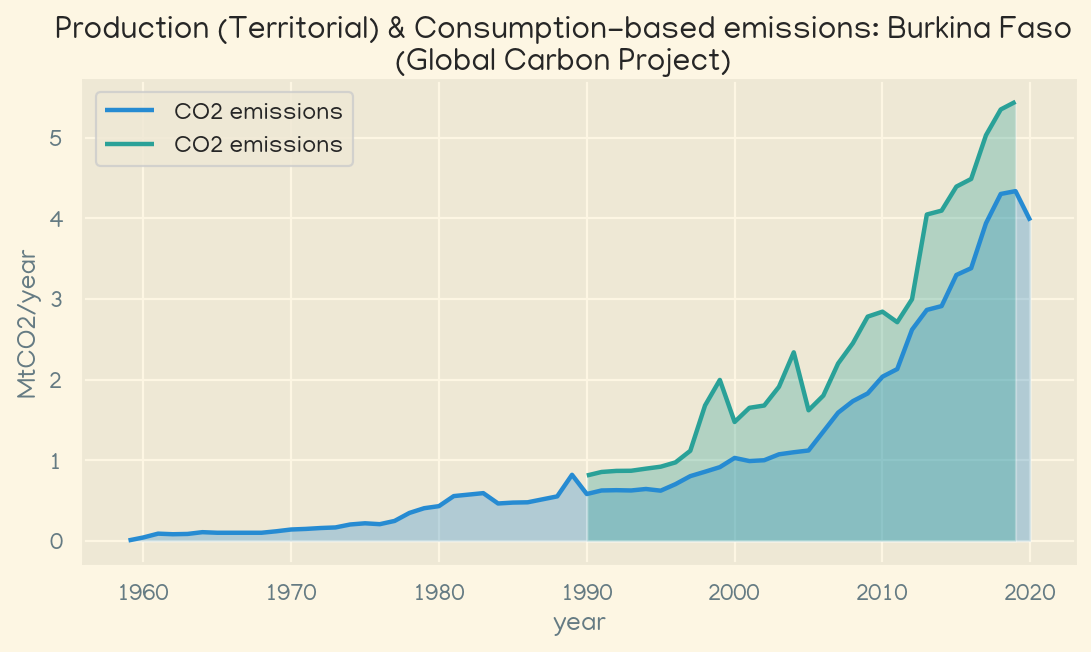 Production (Territorial) & Consumption-based emissions: Burkina Faso
(Global Carbon Project)
CO2 emissions
CO2 emissions
MtCO2/year
5
4
3
2
1
0
1960 1970 1980 1990 2000 2010 2020
year